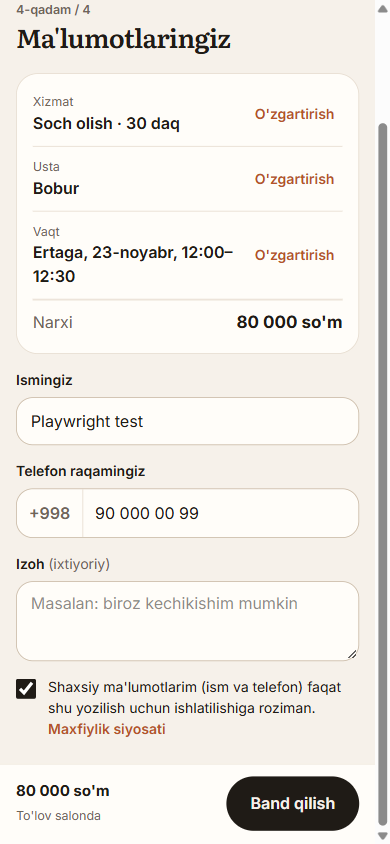 4-qadam / 4
Ma'lumotlaringiz
Xizmat
Soch olish · 30 daq
O'zgartirish
Usta
Bobur
O'zgartirish
Vaqt
Ertaga, 23-noyabr, 12:00–
12:30
O'zgartirish
Narxi 80 000 so'm
Ismingiz
Playwright test
Telefon raqamingiz
+998 90 000 00 99
Izoh (ixtiyoriy)
Masalan: biroz kechikishim mumkin
Shaxsiy ma'lumotlarim (ism va telefon) faqat
shu yozilish uchun ishlatilishiga roziman.
Maxfiylik siyosati
80 000 so'm
To'lov salonda
Band qilish